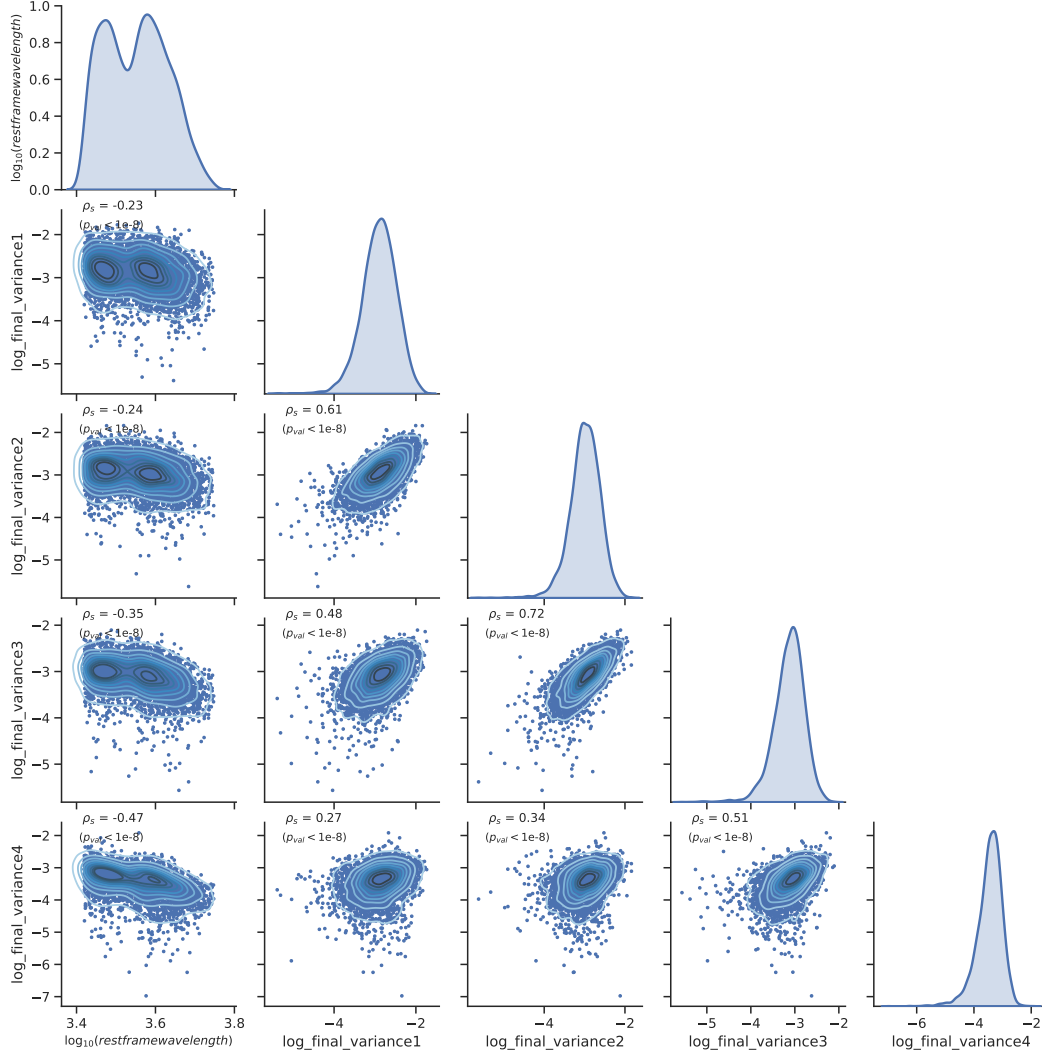 1.0
0.8
0.6
0.4
0.2
0.0
log₁₀(restframewavelength)
ρₛ = -0.23
(pᵥₐₗ < 1e-8)
−2
−3
−4
−5
log_final_variance1
ρₛ = -0.24
(pᵥₐₗ < 1e-8)
ρₛ = 0.61
(pᵥₐₗ < 1e-8)
−2
−3
−4
−5
log_final_variance2
ρₛ = -0.35
(pᵥₐₗ < 1e-8)
ρₛ = 0.48
(pᵥₐₗ < 1e-8)
ρₛ = 0.72
(pᵥₐₗ < 1e-8)
−2
−3
−4
−5
log_final_variance3
ρₛ = -0.47
(pᵥₐₗ < 1e-8)
ρₛ = 0.27
(pᵥₐₗ < 1e-8)
ρₛ = 0.34
(pᵥₐₗ < 1e-8)
ρₛ = 0.51
(pᵥₐₗ < 1e-8)
−2
−3
−4
−5
−6
−7
log_final_variance4
3.4 3.6 3.8
log₁₀(restframewavelength)
−4 −2
log_final_variance1
−4 −2
log_final_variance2
−5 −4 −3 −2
log_final_variance3
−6 −4 −2
log_final_variance4